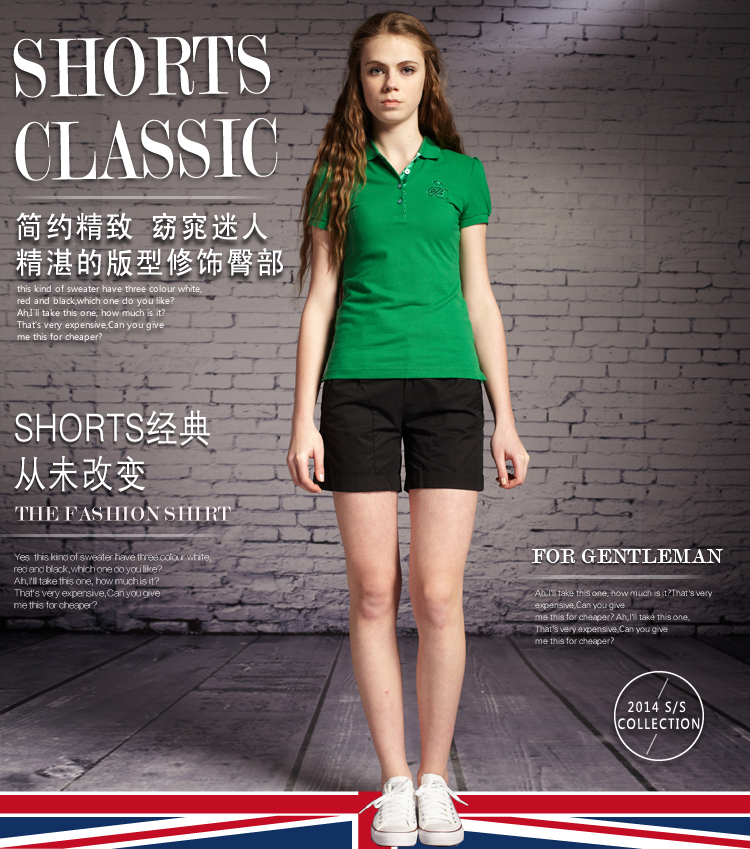 SHORTS
CLASSIC
简约精致 窈窕迷人
精湛的版型修饰臀部
this kind of sweater have three colour white,
red and black,which one do you like?
Ah,I'll take this one, how much is it?
That's very expensive,Can you give
me this for cheaper?
SHORTS经典
从未改变
THE FASHION SHIRT
Yes this kind of sweater have three colour white,
red and black,which one do you like?
Ah,I'll take this one, how much is it?
That's very expensive,Can you give
me this for cheaper?
FOR GENTLEMAN
Ah,I'll take this one, how much is it?That's very
expensive,Can you give
me this for cheaper? Ah,I'll take this one,
That's very expensive,Can you give
me this for cheaper?
2014 S/S
COLLECTION